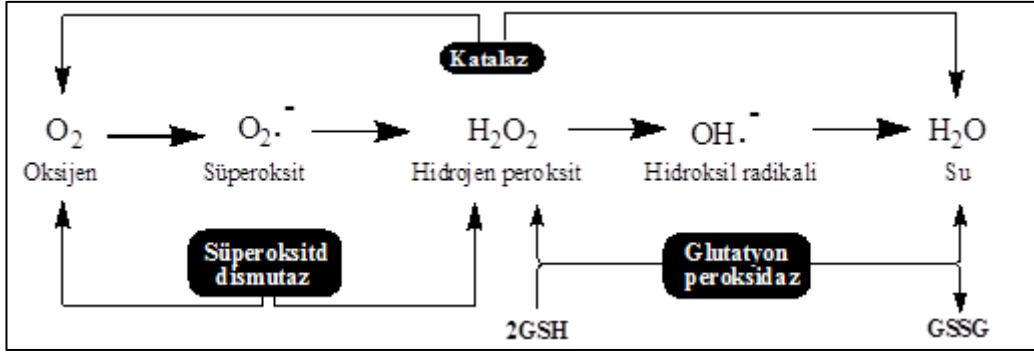 Katalaz
O₂ O₂·⁻ H₂O₂ OH·⁻ H₂O
Oksijen Süperoksit Hidrojen peroksit Hidroksil radikali Su
Süperoksitd
dismutaz
Glutatyon
peroksidaz
2GSH GSSG